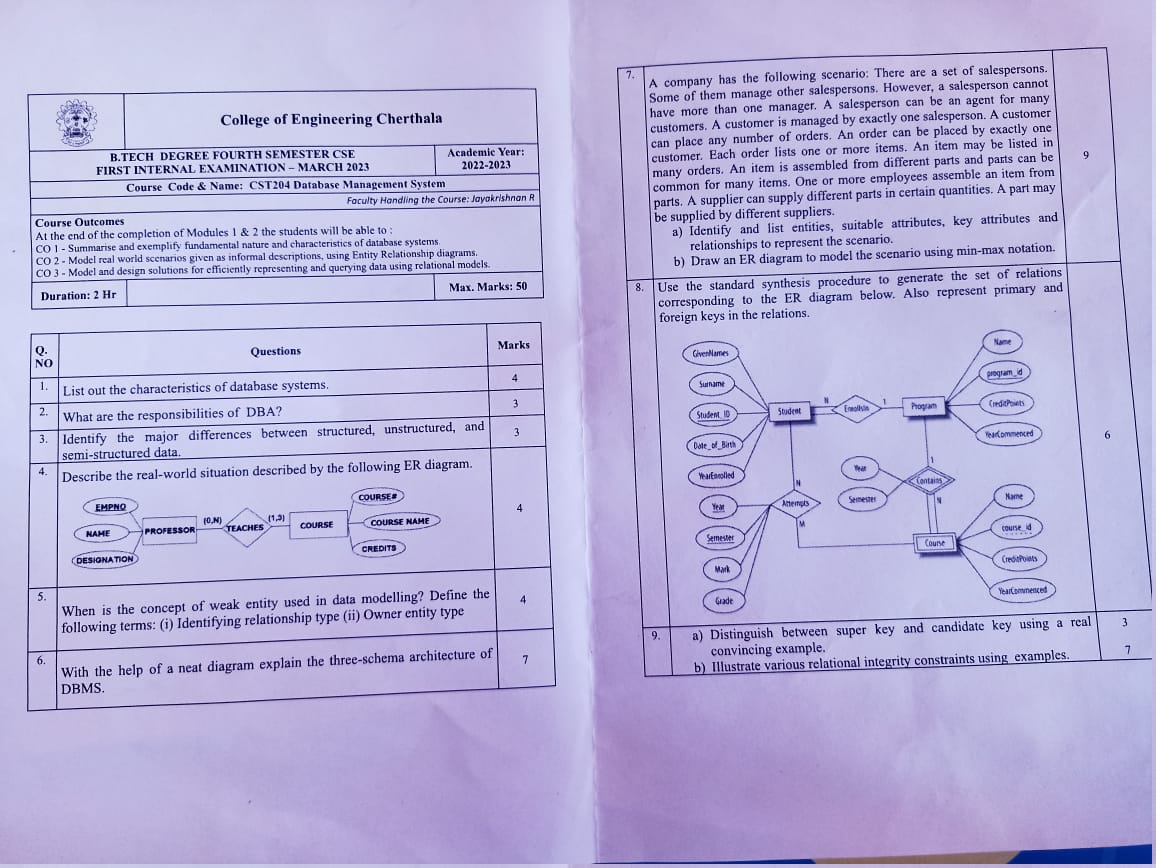 College of Engineering Cherthala
B.TECH DEGREE FOURTH SEMESTER CSE
FIRST INTERNAL EXAMINATION – MARCH 2023
Academic Year:
2022-2023
Course Code & Name: CST204 Database Management System
Faculty Handling the Course: Jayakrishnan R
Course Outcomes
At the end of the completion of Modules 1 & 2 the students will be able to :
CO 1 - Summarise and exemplify fundamental nature and characteristics of database systems.
CO 2 - Model real world scenarios given as informal descriptions, using Entity Relationship diagrams.
CO 3 - Model and design solutions for efficiently representing and querying data using relational models.
Duration: 2 Hr
Max. Marks: 50
Q.
NO
Questions
Marks
1.
List out the characteristics of database systems.
4
2.
What are the responsibilities of DBA?
3
3.
Identify the major differences between structured, unstructured, and
semi-structured data.
3
4.
Describe the real-world situation described by the following ER diagram.
EMPNO
NAME
DESIGNATION
PROFESSOR
(0,N)
TEACHES
(1,3)
COURSE
COURSE#
COURSE NAME
CREDITS
4
5.
When is the concept of weak entity used in data modelling? Define the
following terms: (i) Identifying relationship type (ii) Owner entity type
4
6.
With the help of a neat diagram explain the three-schema architecture of
DBMS.
7
7.
A company has the following scenario: There are a set of salespersons.
Some of them manage other salespersons. However, a salesperson cannot
have more than one manager. A salesperson can be an agent for many
customers. A customer is managed by exactly one salesperson. A customer
can place any number of orders. An order can be placed by exactly one
customer. Each order lists one or more items. An item may be listed in
many orders. An item is assembled from different parts and parts can be
common for many items. One or more employees assemble an item from
parts. A supplier can supply different parts in certain quantities. A part may
be supplied by different suppliers.
a) Identify and list entities, suitable attributes, key attributes and
relationships to represent the scenario.
b) Draw an ER diagram to model the scenario using min-max notation.
9
8.
Use the standard synthesis procedure to generate the set of relations
corresponding to the ER diagram below. Also represent primary and
foreign keys in the relations.
GivenNames
Surname
Student_ID
Date_of_Birth
YearEnrolled
Year
Semester
Mark
Grade
Student
N
EnrollsIn
1
Program
Name
program_id
CreditPoints
YearCommenced
1
Year
Semester
Contains
N
N
Attempts
M
Course
Name
course_id
CreditPoints
YearCommenced
6
9.
a) Distinguish between super key and candidate key using a real
convincing example.
3
b) Illustrate various relational integrity constraints using examples.
7